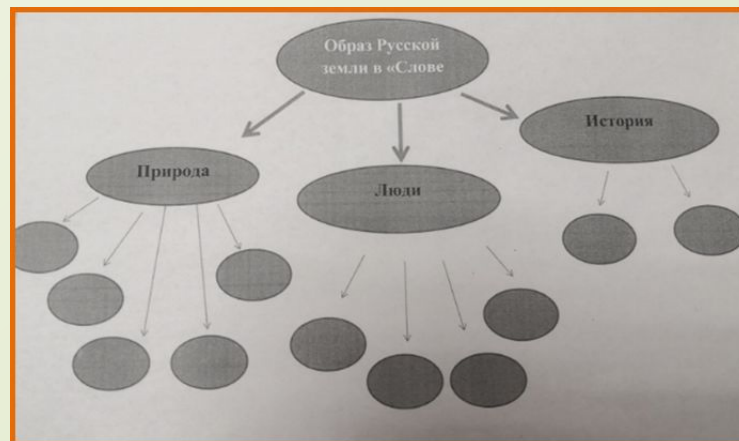 Образ Русской
земли в «Слове
История
Природа
Люди